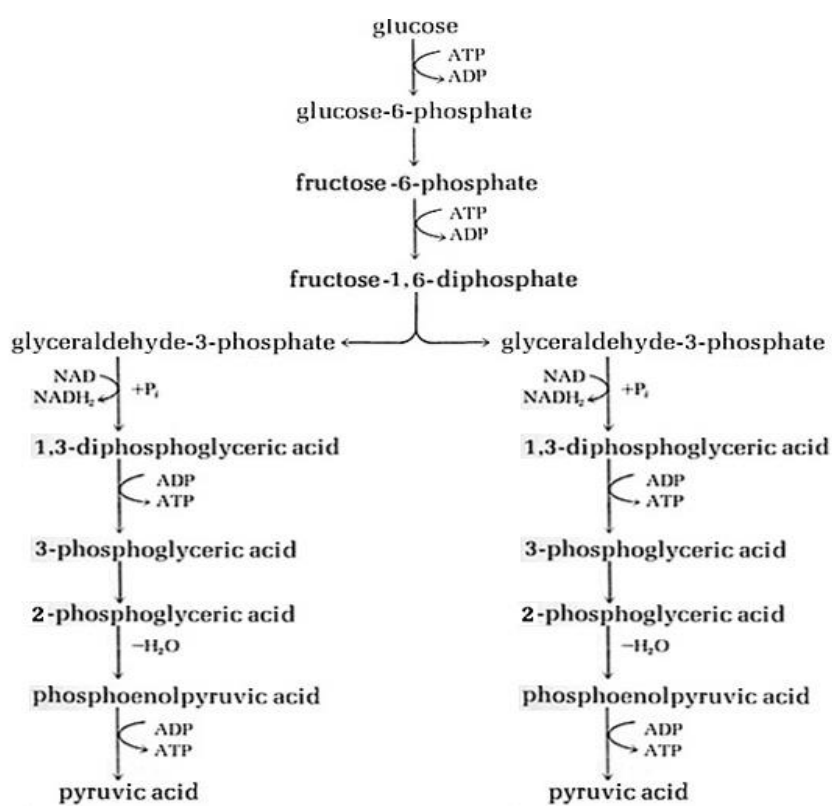 glucose
ATP
ADP
glucose-6-phosphate
fructose-6-phosphate
ATP
ADP
fructose-1,6-diphosphate
glyceraldehyde-3-phosphate glyceraldehyde-3-phosphate
NAD +Pᵢ NAD +Pᵢ
NADH₂ NADH₂
1,3-diphosphoglyceric acid 1,3-diphosphoglyceric acid
ADP ADP
ATP ATP
3-phosphoglyceric acid 3-phosphoglyceric acid
2-phosphoglyceric acid 2-phosphoglyceric acid
−H₂O −H₂O
phosphoenolpyruvic acid phosphoenolpyruvic acid
ADP ADP
ATP ATP
pyruvic acid pyruvic acid